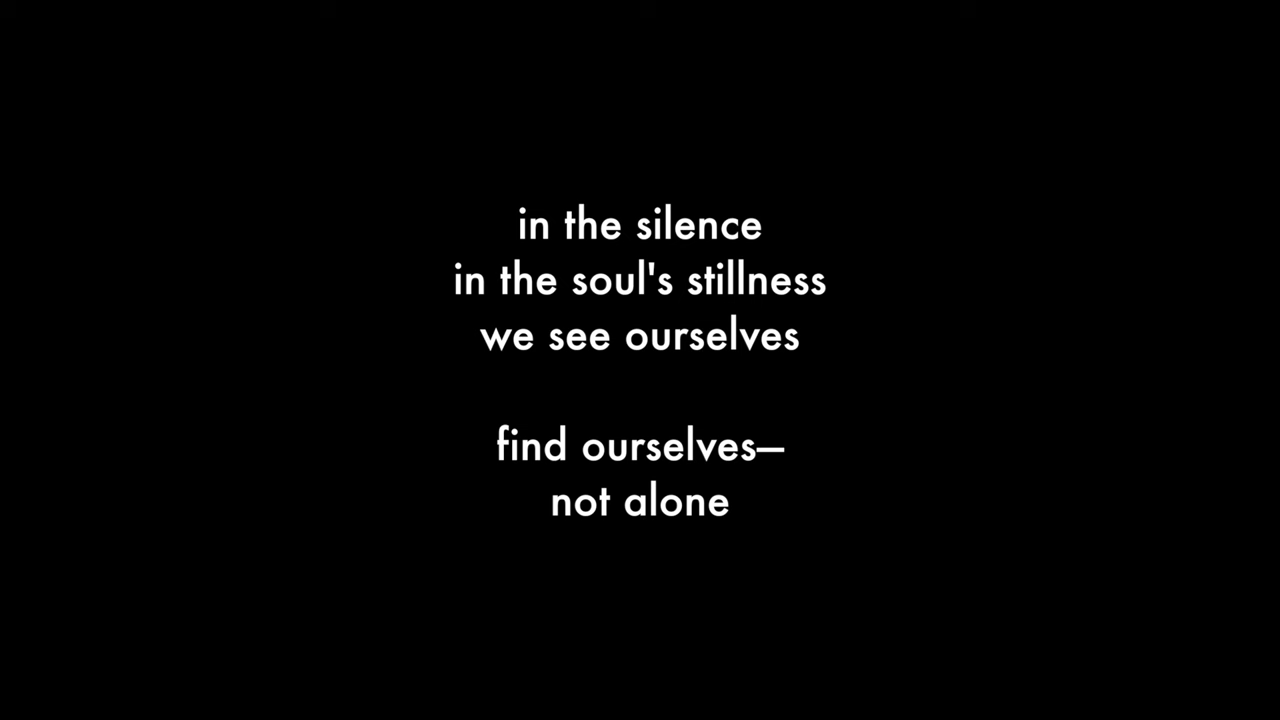 in the silence
in the soul's stillness
we see ourselves
find ourselves—
not alone